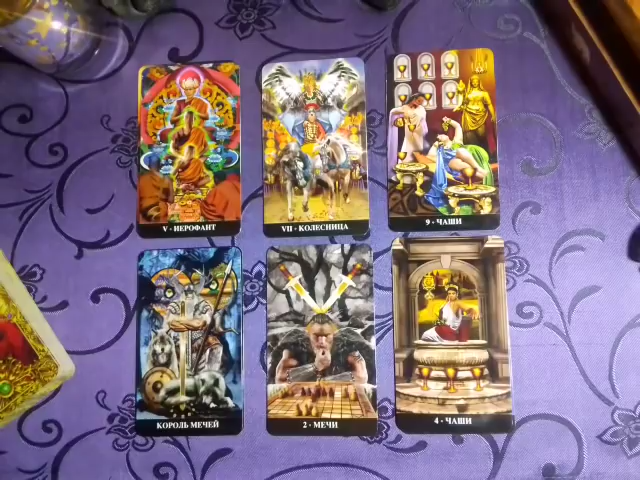 V • ИЕРОФАНТ
VII • КОЛЕСНИЦА
9 • ЧАШИ
КОРОЛЬ МЕЧЕЙ
2 • МЕЧИ
4 • ЧАШИ